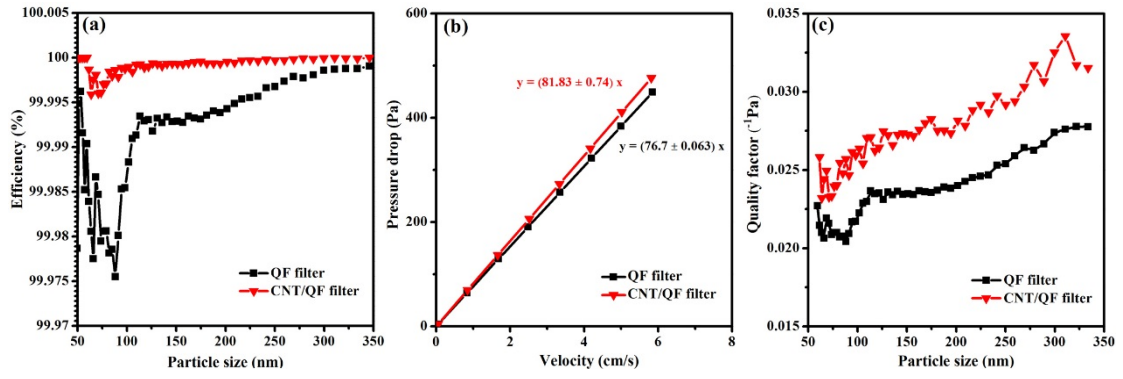 (a)
100.005
100
99.995
99.99
99.985
99.98
99.975
99.97
Efficiency (%)
50 100 150 200 250 300 350
Particle size (nm)
QF filter
CNT/QF filter
(b)
600
400
200
0
Pressure drop (Pa)
y = (81.83 ± 0.74) x
y = (76.7 ± 0.063) x
QF filter
CNT/QF filter
0 2 4 6 8
Velocity (cm/s)
(c)
0.035
0.030
0.025
0.020
0.015
Quality factor (⁻¹Pa)
QF filter
CNT/QF filter
50 100 150 200 250 300 350
Particle size (nm)